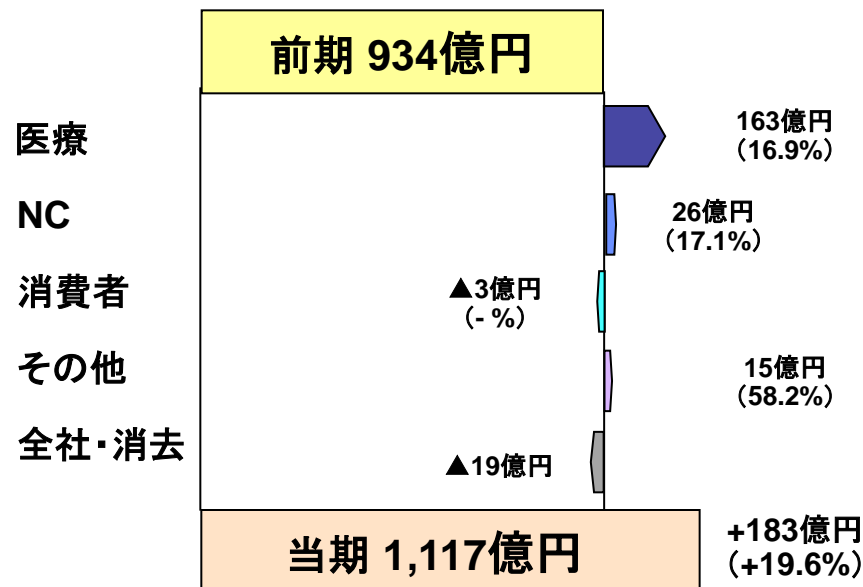 前期 934億円
医療
163億円
（16.9%）
NC
26億円
（17.1%）
消費者
▲3億円
（- %）
その他
15億円
（58.2%）
全社・消去
▲19億円
当期 1,117億円
+183億円
（+19.6%）